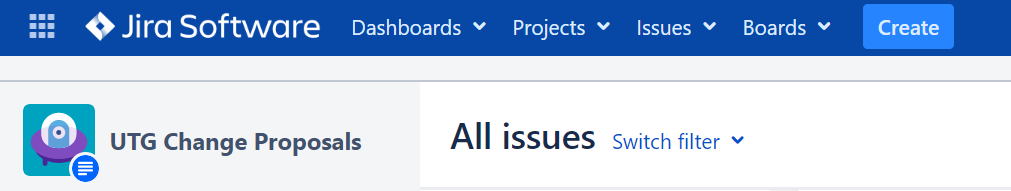 Jira Software Dashboards Projects Issues Boards Create
UTG Change Proposals
All issues Switch filter